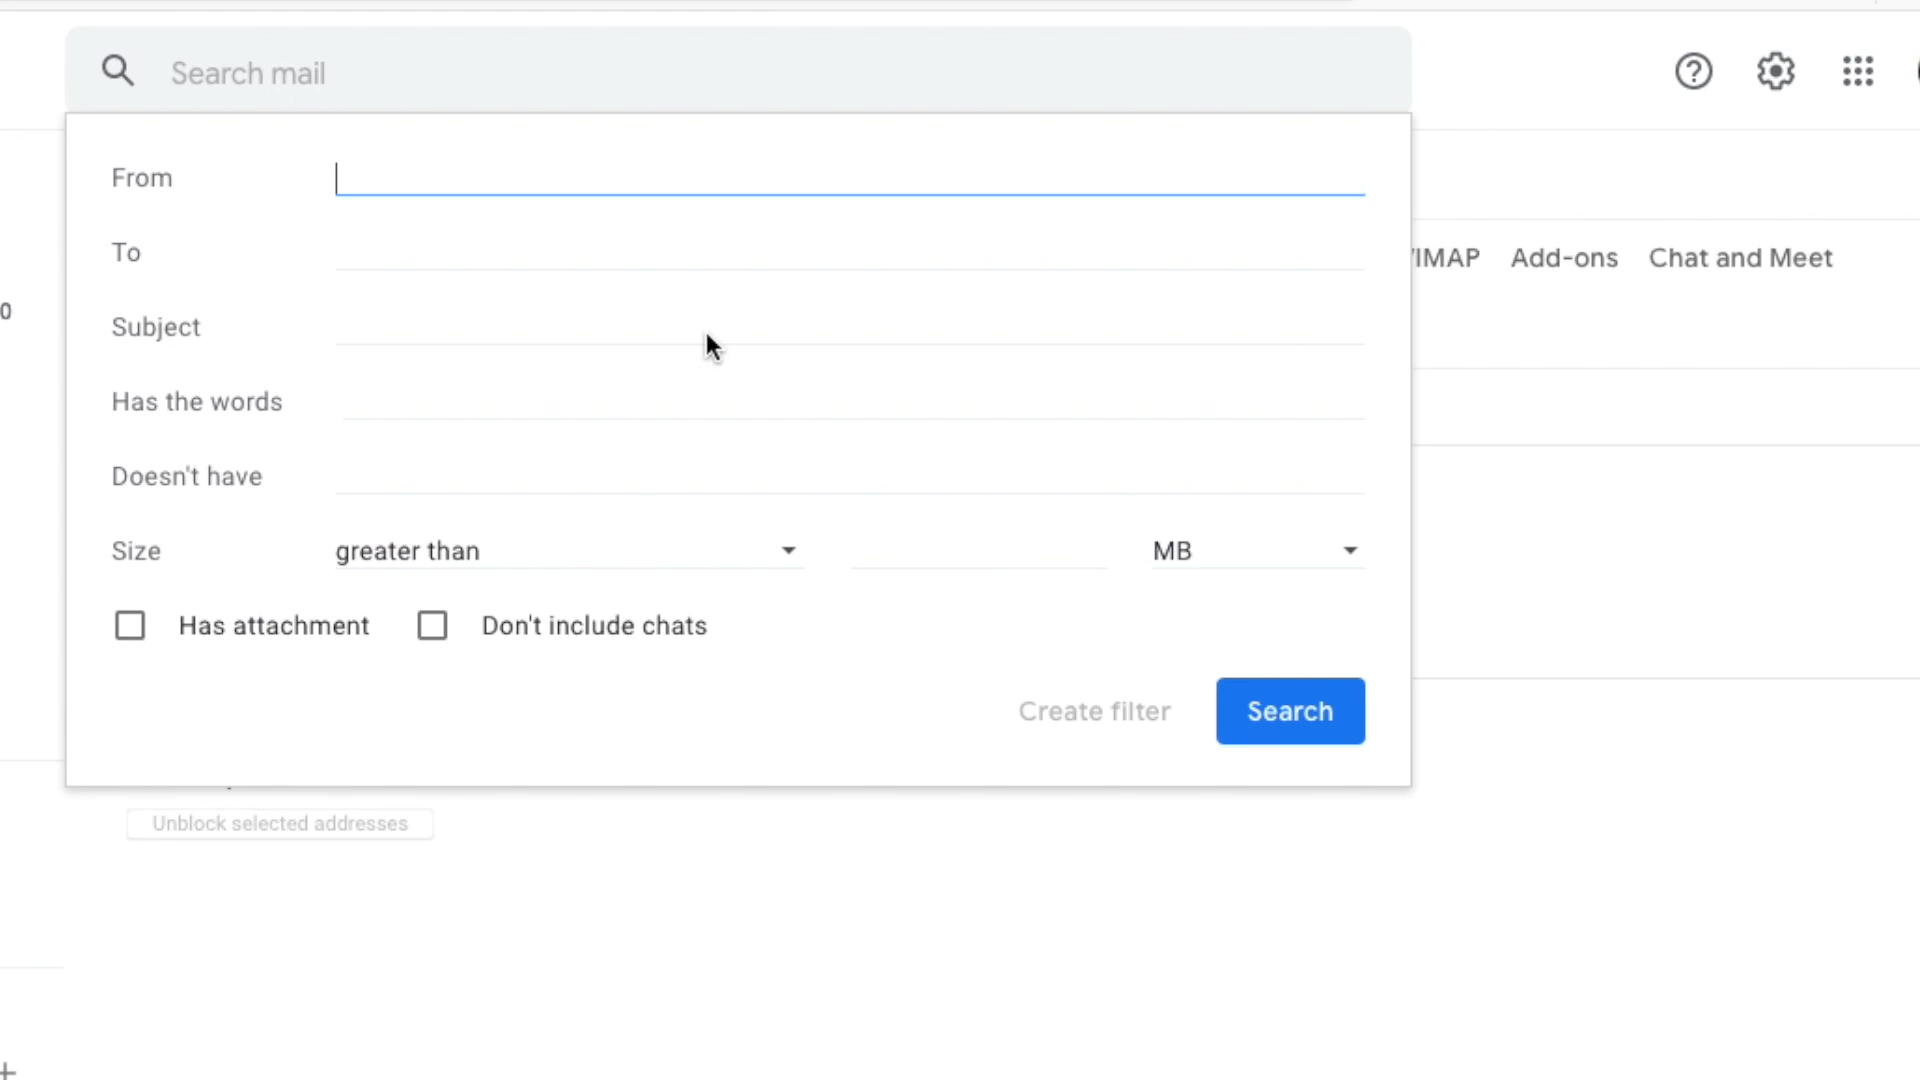 Search mail
From
To
/IMAP Add-ons Chat and Meet
0
Subject
Has the words
Doesn't have
Size greater than MB
Has attachment Don't include chats
Create filter Search
Unblock selected addresses